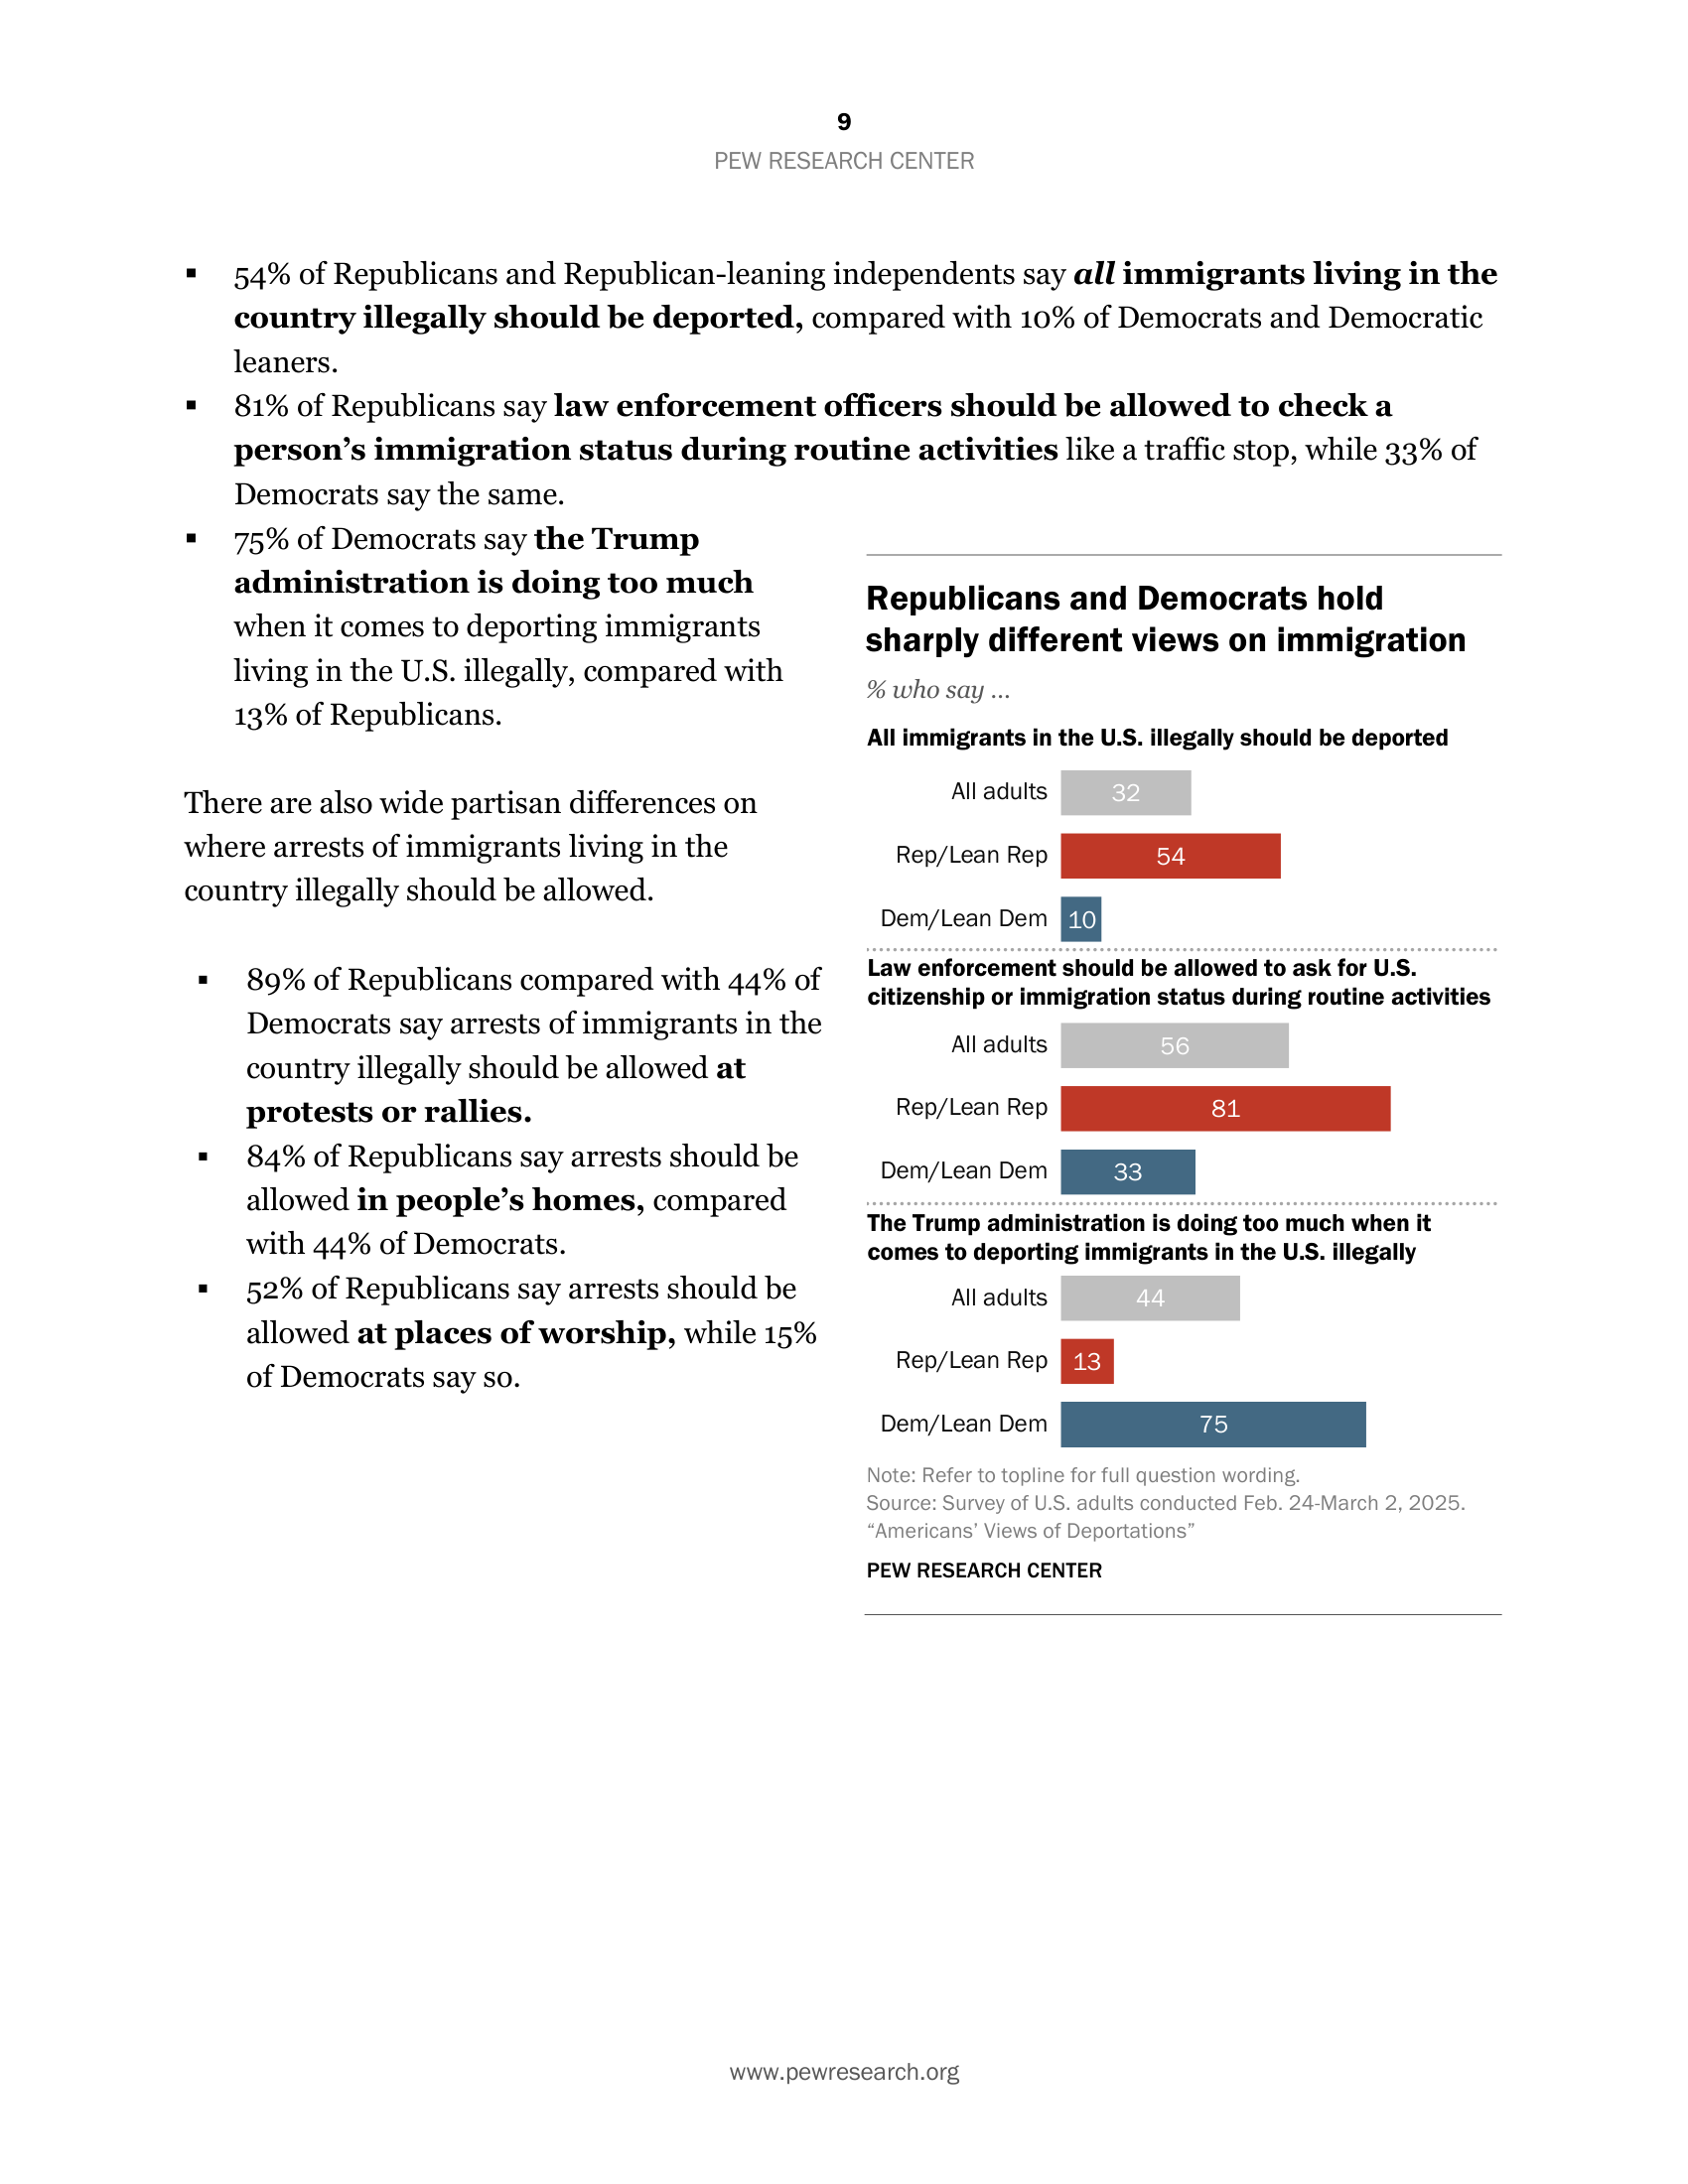 9
PEW RESEARCH CENTER
▪ 54% of Republicans and Republican-leaning independents say all immigrants living in the
country illegally should be deported, compared with 10% of Democrats and Democratic
leaners.
▪ 81% of Republicans say law enforcement officers should be allowed to check a
person’s immigration status during routine activities like a traffic stop, while 33% of
Democrats say the same.
▪ 75% of Democrats say the Trump
administration is doing too much
when it comes to deporting immigrants
living in the U.S. illegally, compared with
13% of Republicans.
There are also wide partisan differences on
where arrests of immigrants living in the
country illegally should be allowed.
▪ 89% of Republicans compared with 44% of
Democrats say arrests of immigrants in the
country illegally should be allowed at
protests or rallies.
▪ 84% of Republicans say arrests should be
allowed in people’s homes, compared
with 44% of Democrats.
▪ 52% of Republicans say arrests should be
allowed at places of worship, while 15%
of Democrats say so.
Republicans and Democrats hold
sharply different views on immigration
% who say ...
All immigrants in the U.S. illegally should be deported
All adults 32
Rep/Lean Rep 54
Dem/Lean Dem 10
Law enforcement should be allowed to ask for U.S.
citizenship or immigration status during routine activities
All adults 56
Rep/Lean Rep 81
Dem/Lean Dem 33
The Trump administration is doing too much when it
comes to deporting immigrants in the U.S. illegally
All adults 44
Rep/Lean Rep 13
Dem/Lean Dem 75
Note: Refer to topline for full question wording.
Source: Survey of U.S. adults conducted Feb. 24-March 2, 2025.
“Americans’ Views of Deportations”
PEW RESEARCH CENTER
www.pewresearch.org